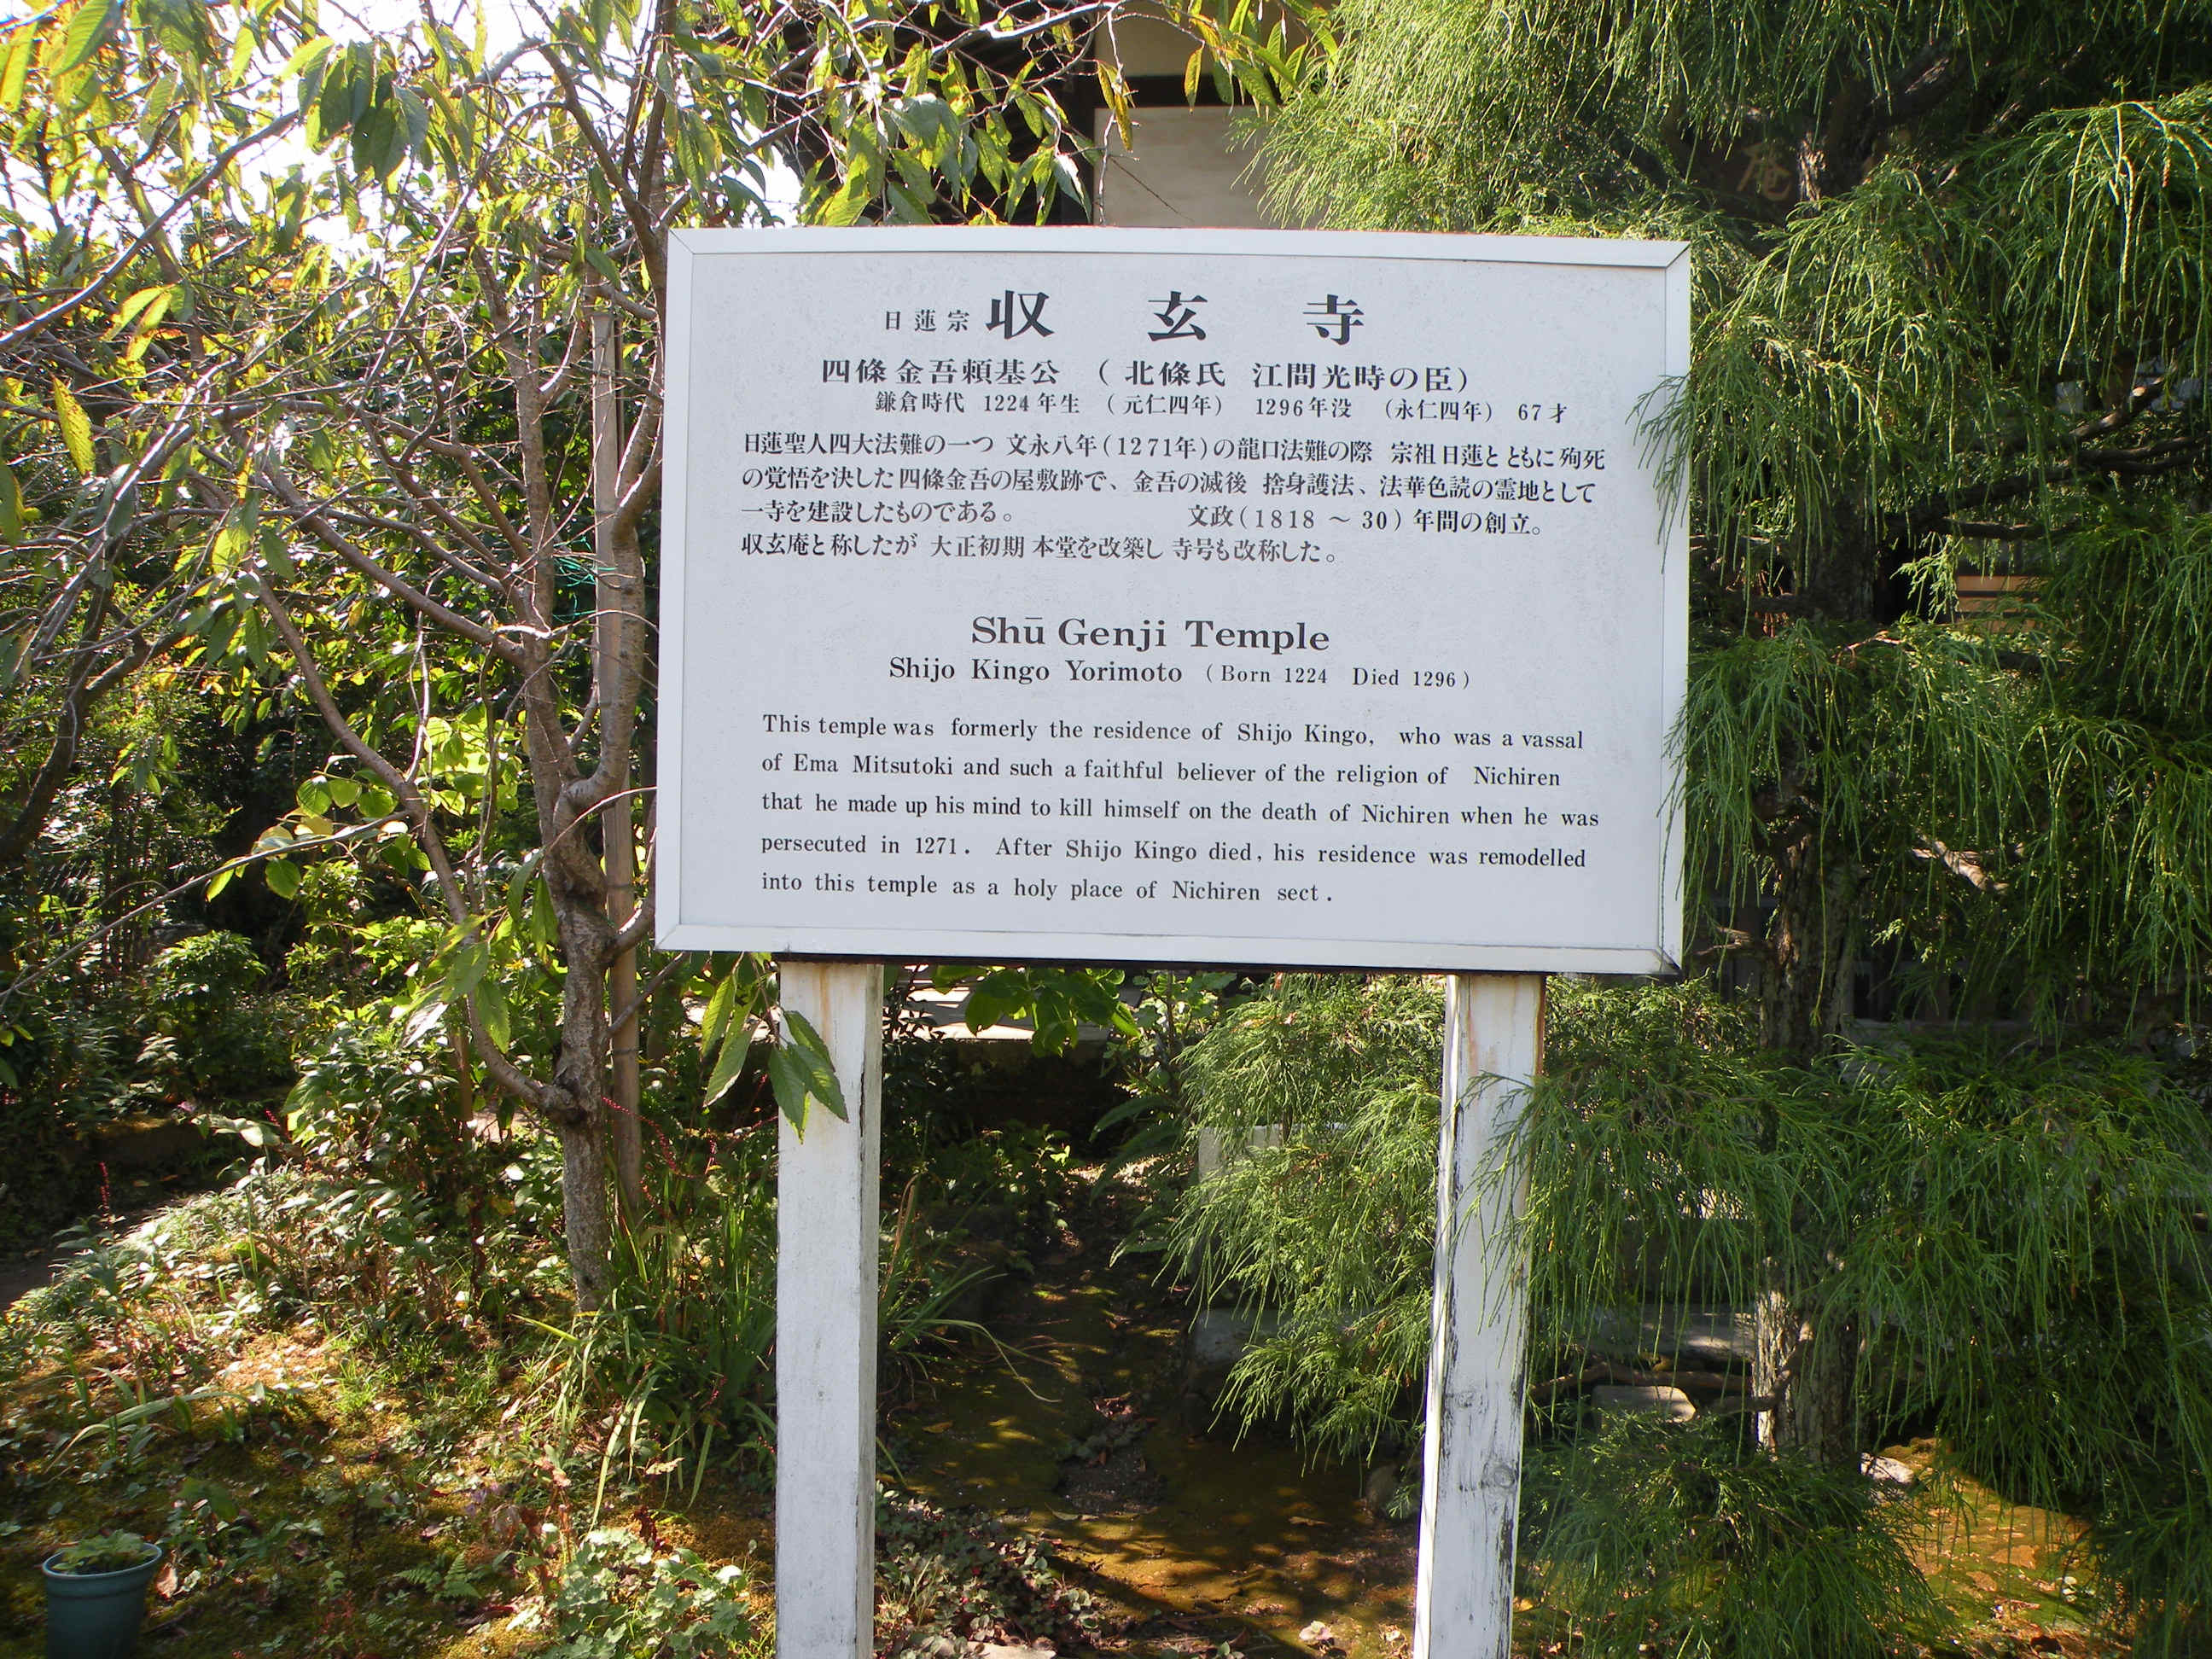 庵
日蓮宗 収玄寺
四條金吾頼基公 (北條氏 江間光時の臣)
鎌倉時代 1224年生 (元仁四年) 1296年没 (永仁四年) 67才
日蓮聖人四大法難の一つ 文永八年(1271年)の龍口法難の際 宗祖日蓮とともに殉死
の覚悟を決した四條金吾の屋敷跡で、金吾の滅後 捨身護法、法華色読の霊地として
一寺を建設したものである。 文政(1818～30)年間の創立。
収玄庵と称したが 大正初期 本堂を改築し 寺号も改称した。
Shū Genji Temple
Shijo Kingo Yorimoto (Born 1224 Died 1296)
This temple was formerly the residence of Shijo Kingo, who was a vassal
of Ema Mitsutoki and such a faithful believer of the religion of Nichiren
that he made up his mind to kill himself on the death of Nichiren when he was
persecuted in 1271. After Shijo Kingo died, his residence was remodelled
into this temple as a holy place of Nichiren sect.